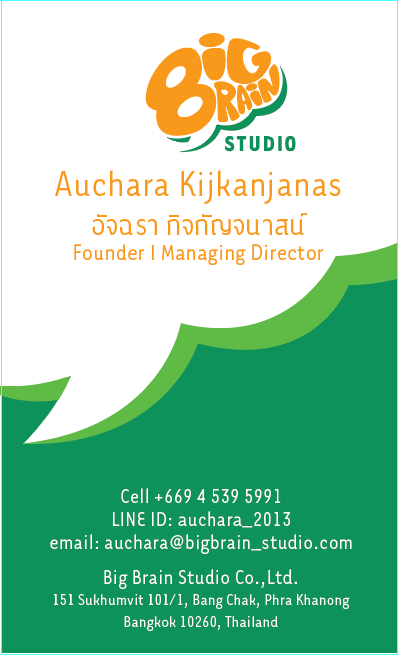 BiG
BRAiN
STUDIO
Auchara Kijkanjanas
อัจฉรา กิจกัญจนาสน์
Founder I Managing Director
Cell +669 4 539 5991
LINE ID: auchara_2013
email: auchara@bigbrain_studio.com
Big Brain Studio Co.,Ltd.
151 Sukhumvit 101/1, Bang Chak, Phra Khanong
Bangkok 10260, Thailand